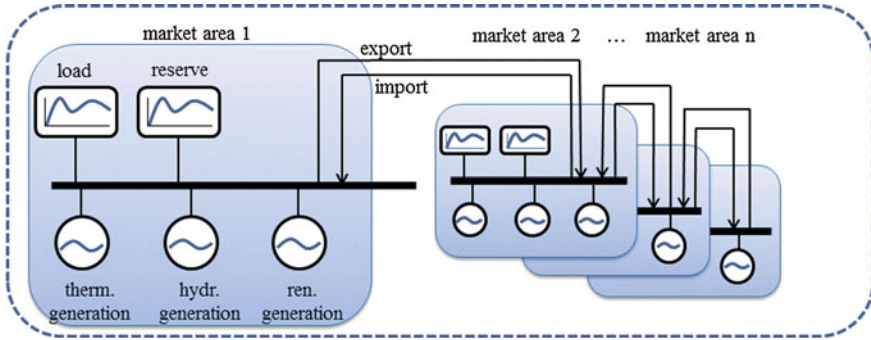 market area 1
market area 2 … market area n
export
import
load
reserve
therm.
generation
hydr.
generation
ren.
generation